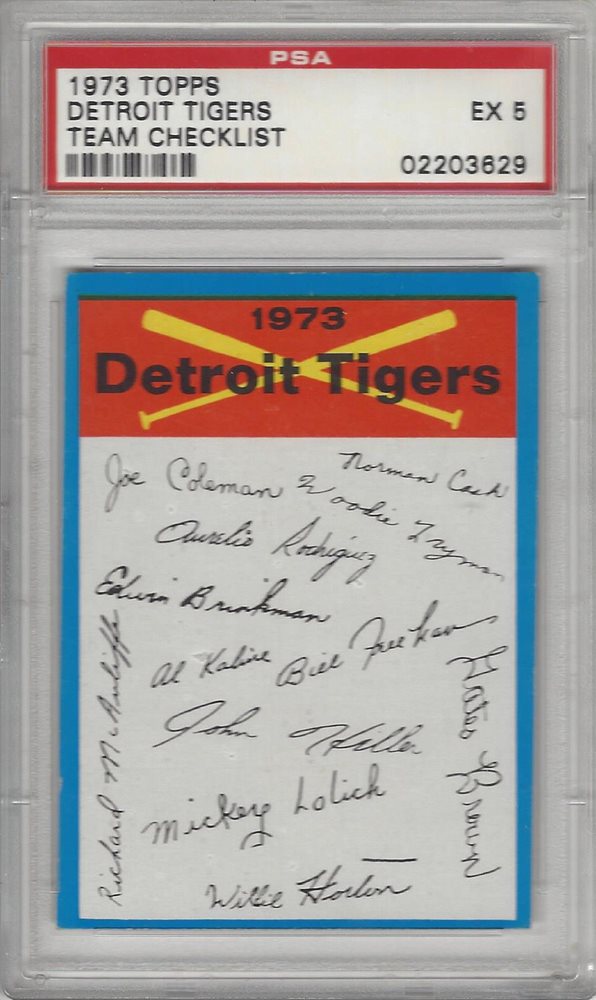 PSA
1973 TOPPS
DETROIT TIGERS
EX 5
TEAM CHECKLIST
02203629
1973
Detroit Tigers
Joe Coleman
Norman Cash
Woodie Fryman
Aurelio Rodriguez
Edwin Brinkman
Al Kaline
Bill Freehan
Richard McAuliffe
Gates Brown
John Hiller
Mickey Lolich
Willie Horton